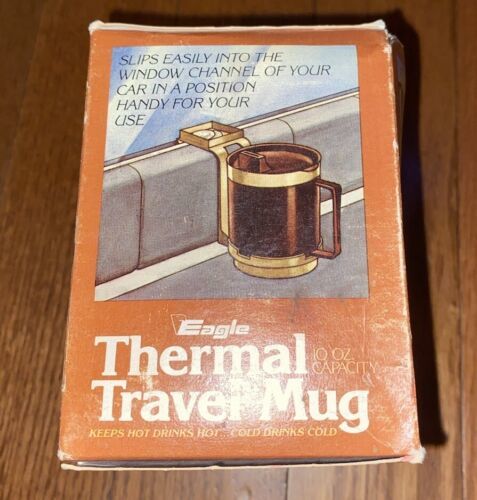 SLIPS EASILY INTO THE
WINDOW CHANNEL OF YOUR
CAR IN A POSITION
HANDY FOR YOUR
USE
Eagle
Thermal
10 OZ.
CAPACITY
Travel Mug
KEEPS HOT DRINKS HOT... COLD DRINKS COLD